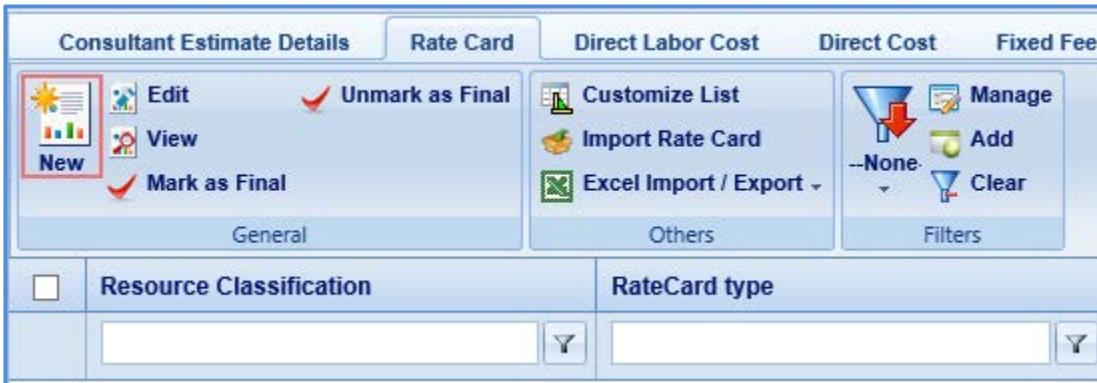 Consultant Estimate Details Rate Card Direct Labor Cost Direct Cost Fixed Fee
New
Edit
View
Mark as Final
Unmark as Final
General
Customize List
Import Rate Card
Excel Import / Export
Others
--None-
Manage
Add
Clear
Filters
Resource Classification RateCard type